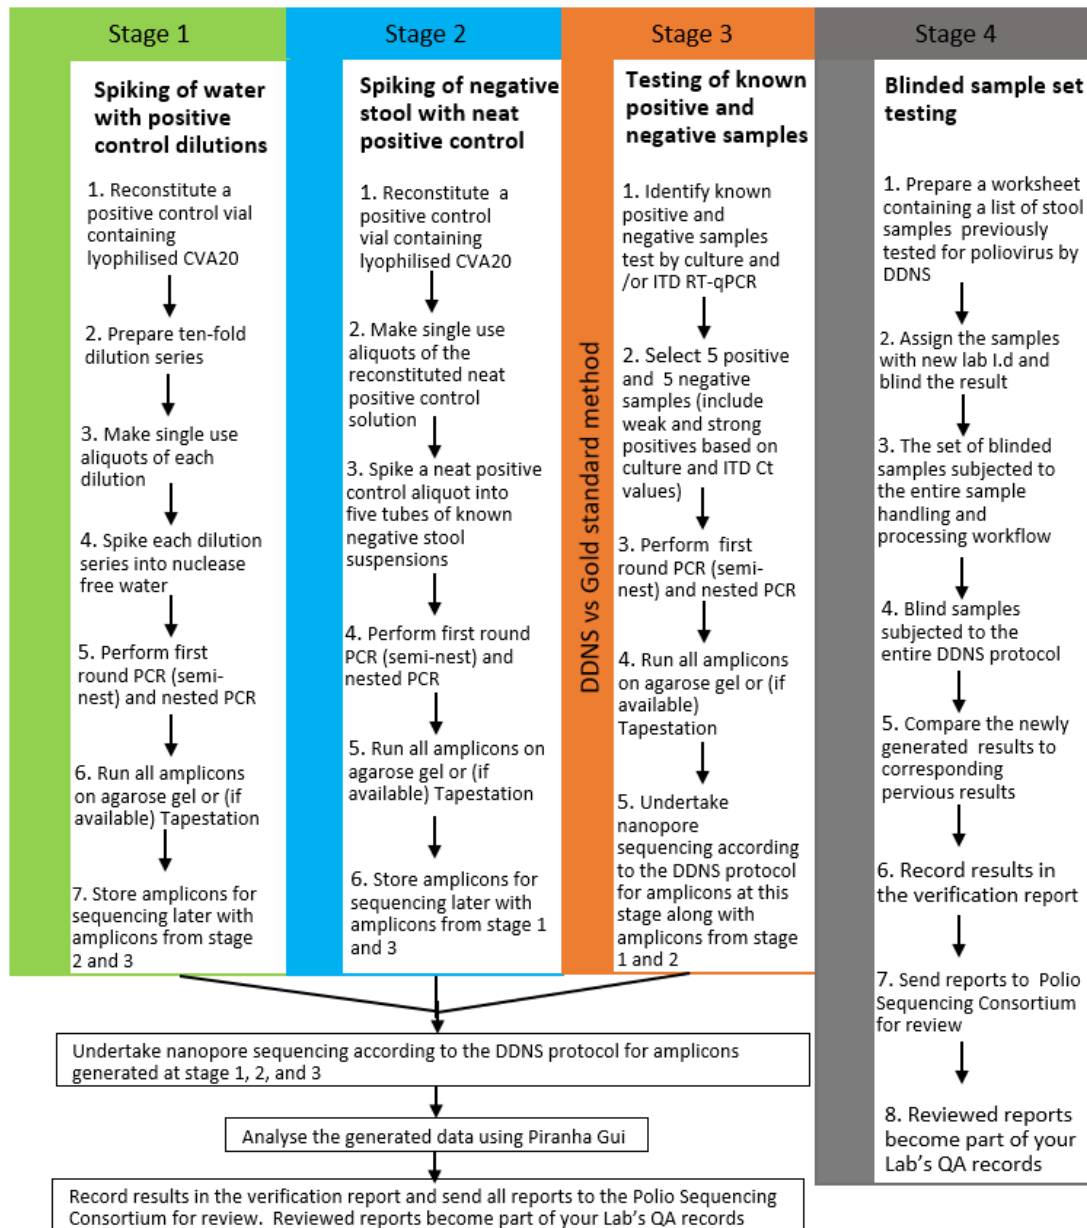 Stage 1
Spiking of water
with positive
control dilutions
1. Reconstitute a
positive control vial
containing
lyophilised CVA20
2. Prepare ten-fold
dilution series
3. Make single use
aliquots of each
dilution
4. Spike each dilution
series into nuclease
free water
5. Perform first
round PCR (semi-
nest) and nested PCR
6. Run all amplicons
on agarose gel or (if
available) Tapestation
7. Store amplicons for
sequencing later with
amplicons from stage
2 and 3
Stage 2
Spiking of negative
stool with neat
positive control
1. Reconstitute a
positive control
vial containing
lyophilised CVA20
2. Make single use
aliquots of the
reconstituted neat
positive control
solution
3. Spike a neat positive
control aliquot into
five tubes of known
negative stool
suspensions
4. Perform first round
PCR (semi-nest) and
nested PCR
5. Run all amplicons on
agarose gel or (if
available) Tapestation
6. Store amplicons for
sequencing later with
amplicons from stage 1
and 3
Stage 3
DDNS vs Gold standard method
Testing of known
positive and
negative samples
1. Identify known
positive and
negative samples
test by culture and
/or ITD RT-qPCR
2. Select 5 positive
and 5 negative
samples (include
weak and strong
positives based on
culture and ITD Ct
values)
3. Perform first
round PCR (semi-
nest) and nested PCR
4. Run all amplicons
on agarose gel or (if
available)
Tapestation
5. Undertake
nanopore
sequencing according
to the DDNS protocol
for amplicons at this
stage along with
amplicons from stage
1 and 2
Stage 4
Blinded sample set
testing
1. Prepare a worksheet
containing a list of stool
samples previously
tested for poliovirus by
DDNS
2. Assign the samples
with new lab I.d and
blind the result
3. The set of blinded
samples subjected to
the entire sample
handling and
processing workflow
4. Blind samples
subjected to the
entire DDNS protocol
5. Compare the newly
generated results to
corresponding
pervious results
6. Record results in
the verification report
7. Send reports to Polio
Sequencing Consortium
for review
8. Reviewed reports
become part of your
Lab's QA records
Undertake nanopore sequencing according to the DDNS protocol for amplicons
generated at stage 1, 2, and 3
Analyse the generated data using Piranha Gui
Record results in the verification report and send all reports to the Polio Sequencing
Consortium for review. Reviewed reports become part of your Lab's QA records